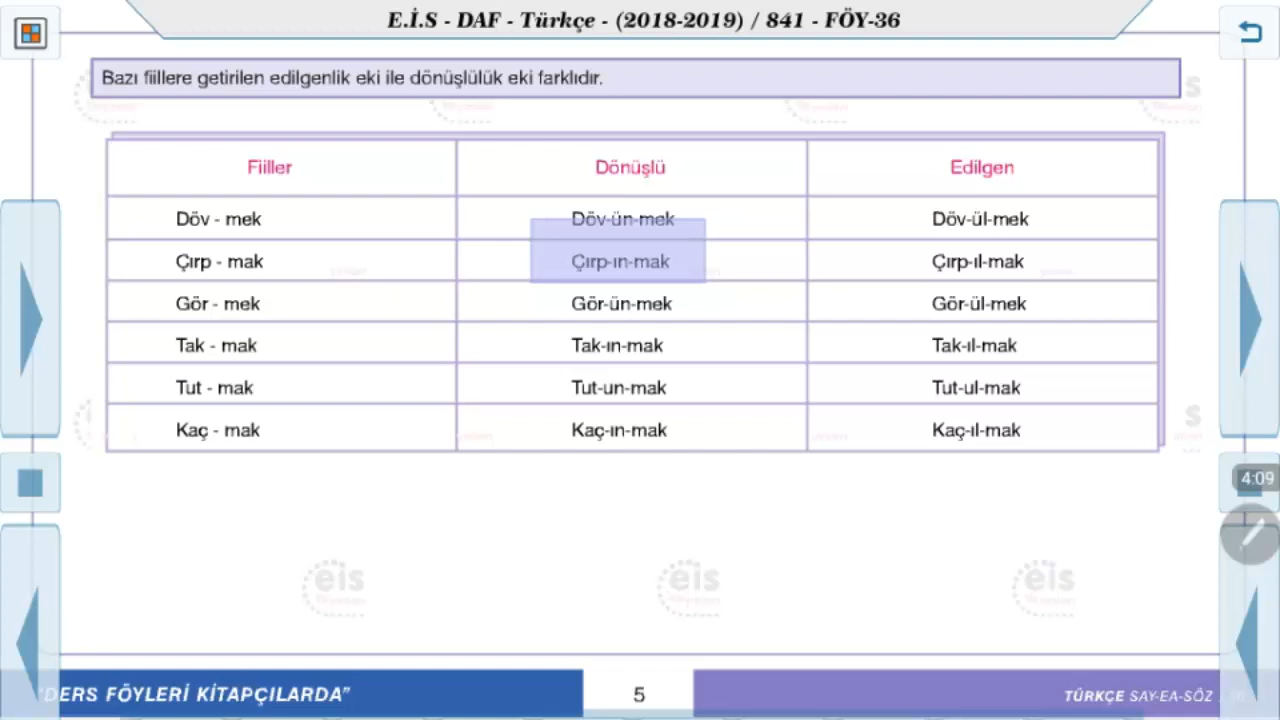 E.İ.S - DAF - Türkçe - (2018-2019) / 841 - FÖY-36
Bazı fiillere getirilen edilgenlik eki ile dönüşlülük eki farklıdır.
Fiiller Dönüşlü Edilgen
Döv - mek Döv-ün-mek Döv-ül-mek
Çırp - mak Çırp-ın-mak Çırp-ıl-mak
Gör - mek Gör-ün-mek Gör-ül-mek
Tak - mak Tak-ın-mak Tak-ıl-mak
Tut - mak Tut-un-mak Tut-ul-mak
Kaç - mak Kaç-ın-mak Kaç-ıl-mak
4:09
eis eis eis
"DERS FÖYLERİ KİTAPÇILARDA" 5 TÜRKÇE SAY-EA-SÖZ